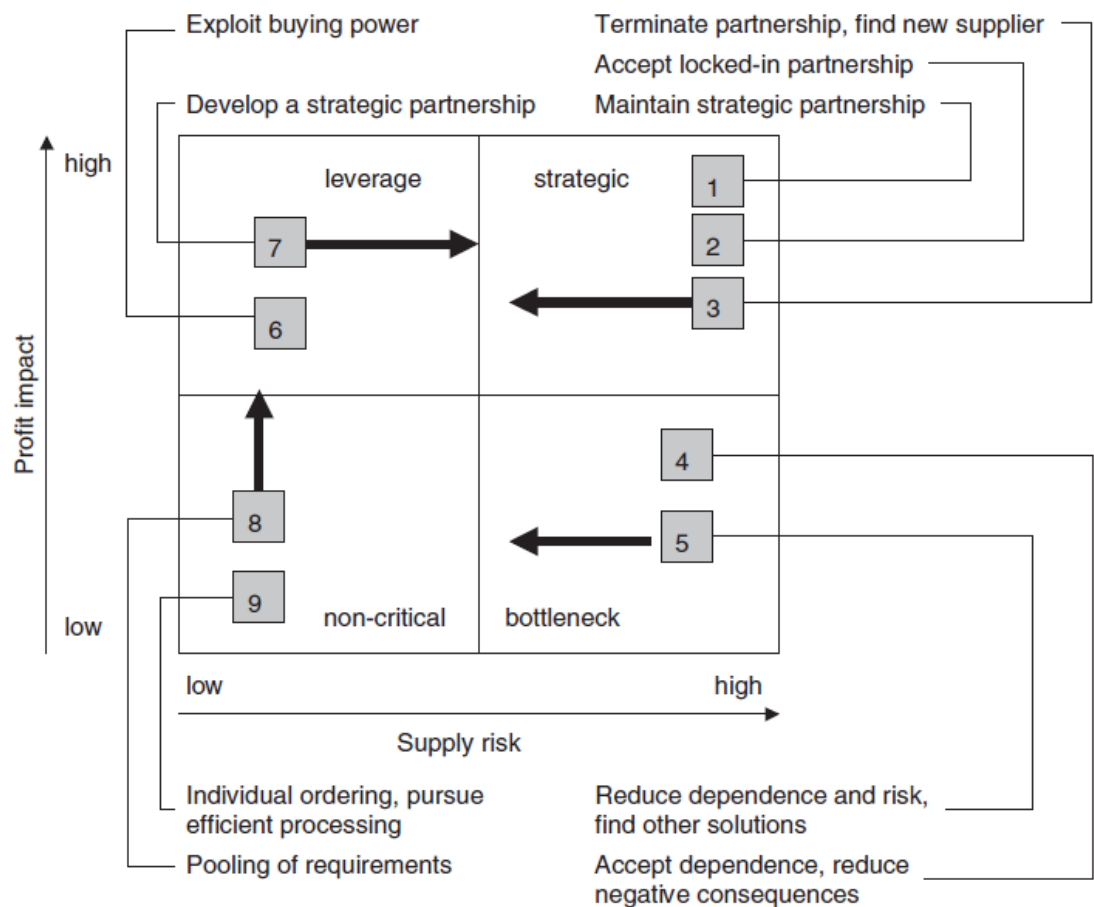 Exploit buying power
Terminate partnership, find new supplier
Accept locked-in partnership
Develop a strategic partnership
Maintain strategic partnership
high
leverage
strategic
1
7
2
6
3
Profit impact
4
8
5
9
low
non-critical
bottleneck
low
high
Supply risk
Individual ordering, pursue
efficient processing
Reduce dependence and risk,
find other solutions
Pooling of requirements
Accept dependence, reduce
negative consequences